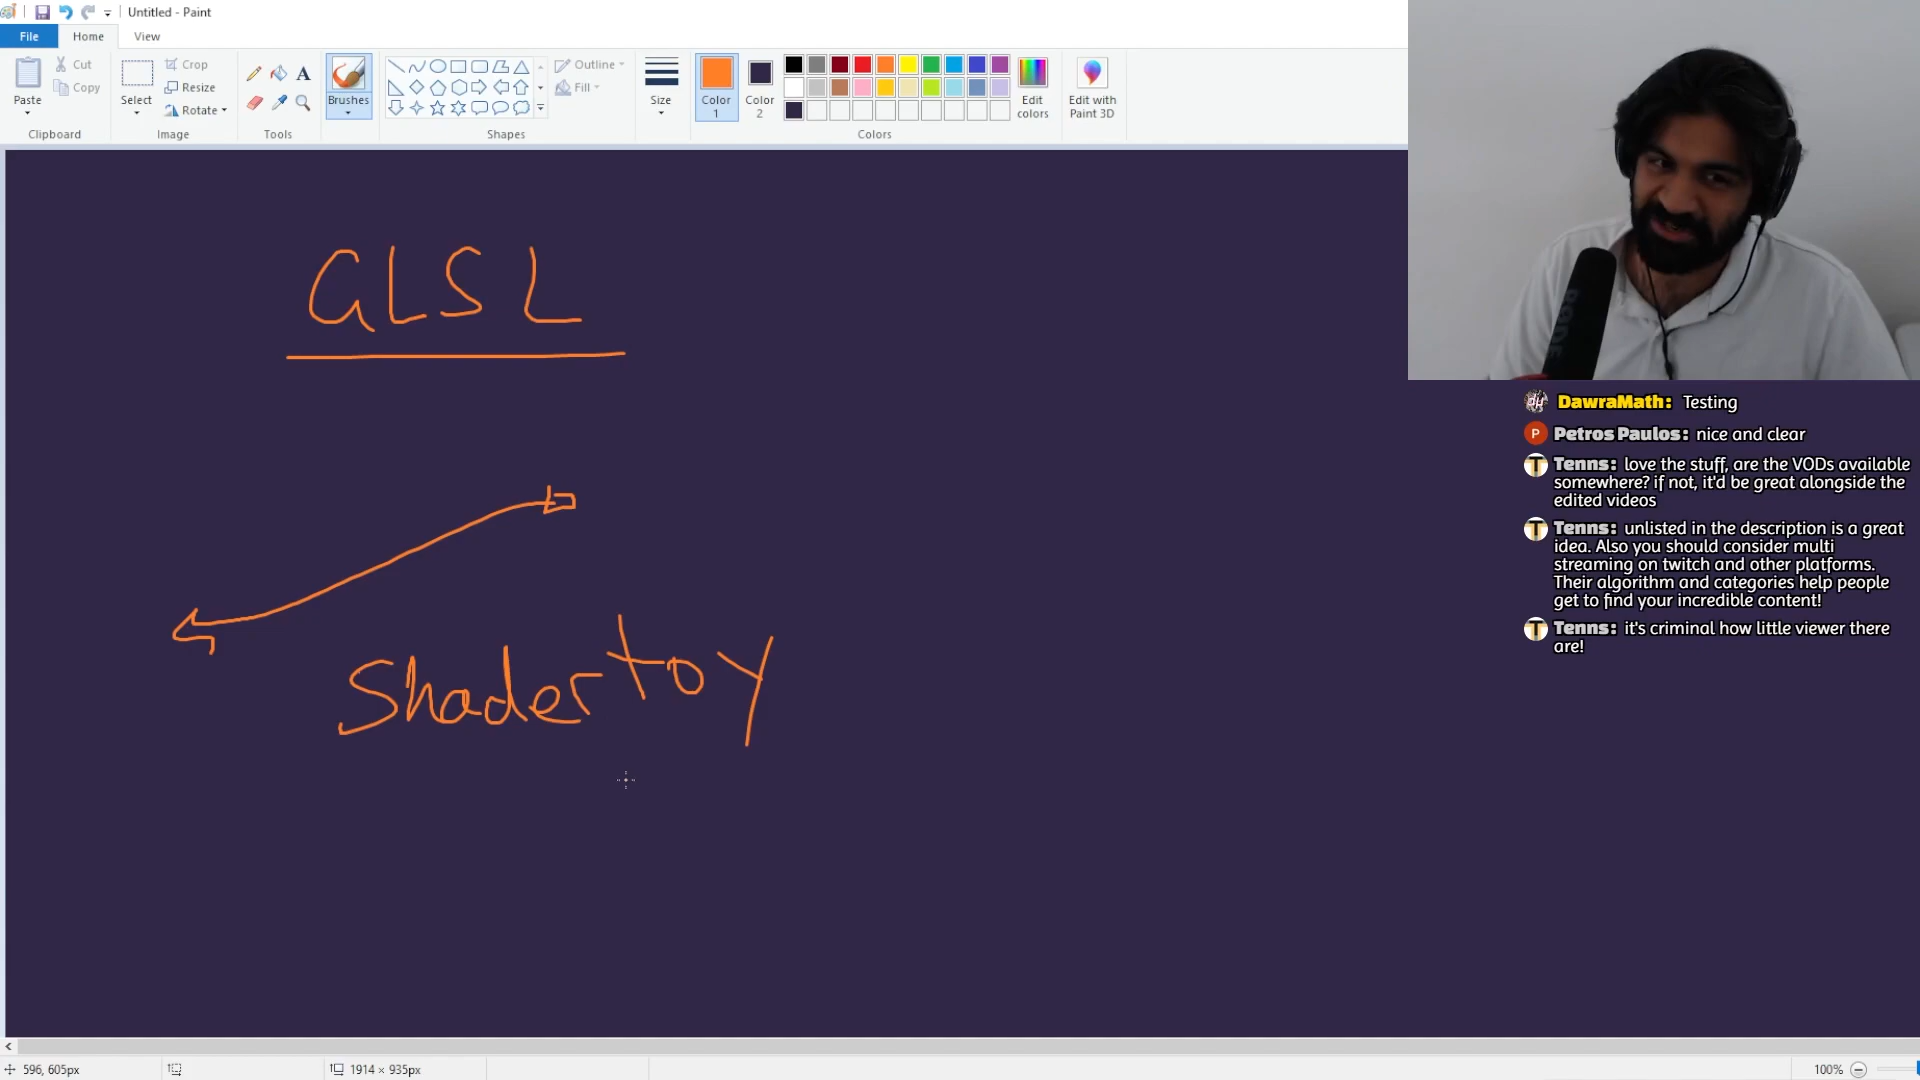 Untitled - Paint
File Home View
Paste
Cut
Copy
Clipboard
Select
Crop
Resize
Rotate
Image
A
Tools
Brushes
Shapes
Outline
Fill
Size
Color 1
Color 2
Edit colors
Colors
Edit with Paint 3D
GLSL
Shadertoy
RODE
DawraMath: Testing
P Petros Paulos: nice and clear
T Tenns: love the stuff, are the VODs available
somewhere? if not, it'd be great alongside the
edited videos
T Tenns: unlisted in the description is a great
idea. Also you should consider multi
streaming on twitch and other platforms.
Their algorithm and categories help people
get to find your incredible content!
T Tenns: it's criminal how little viewer there
are!
596, 605px
1914 × 935px
100%